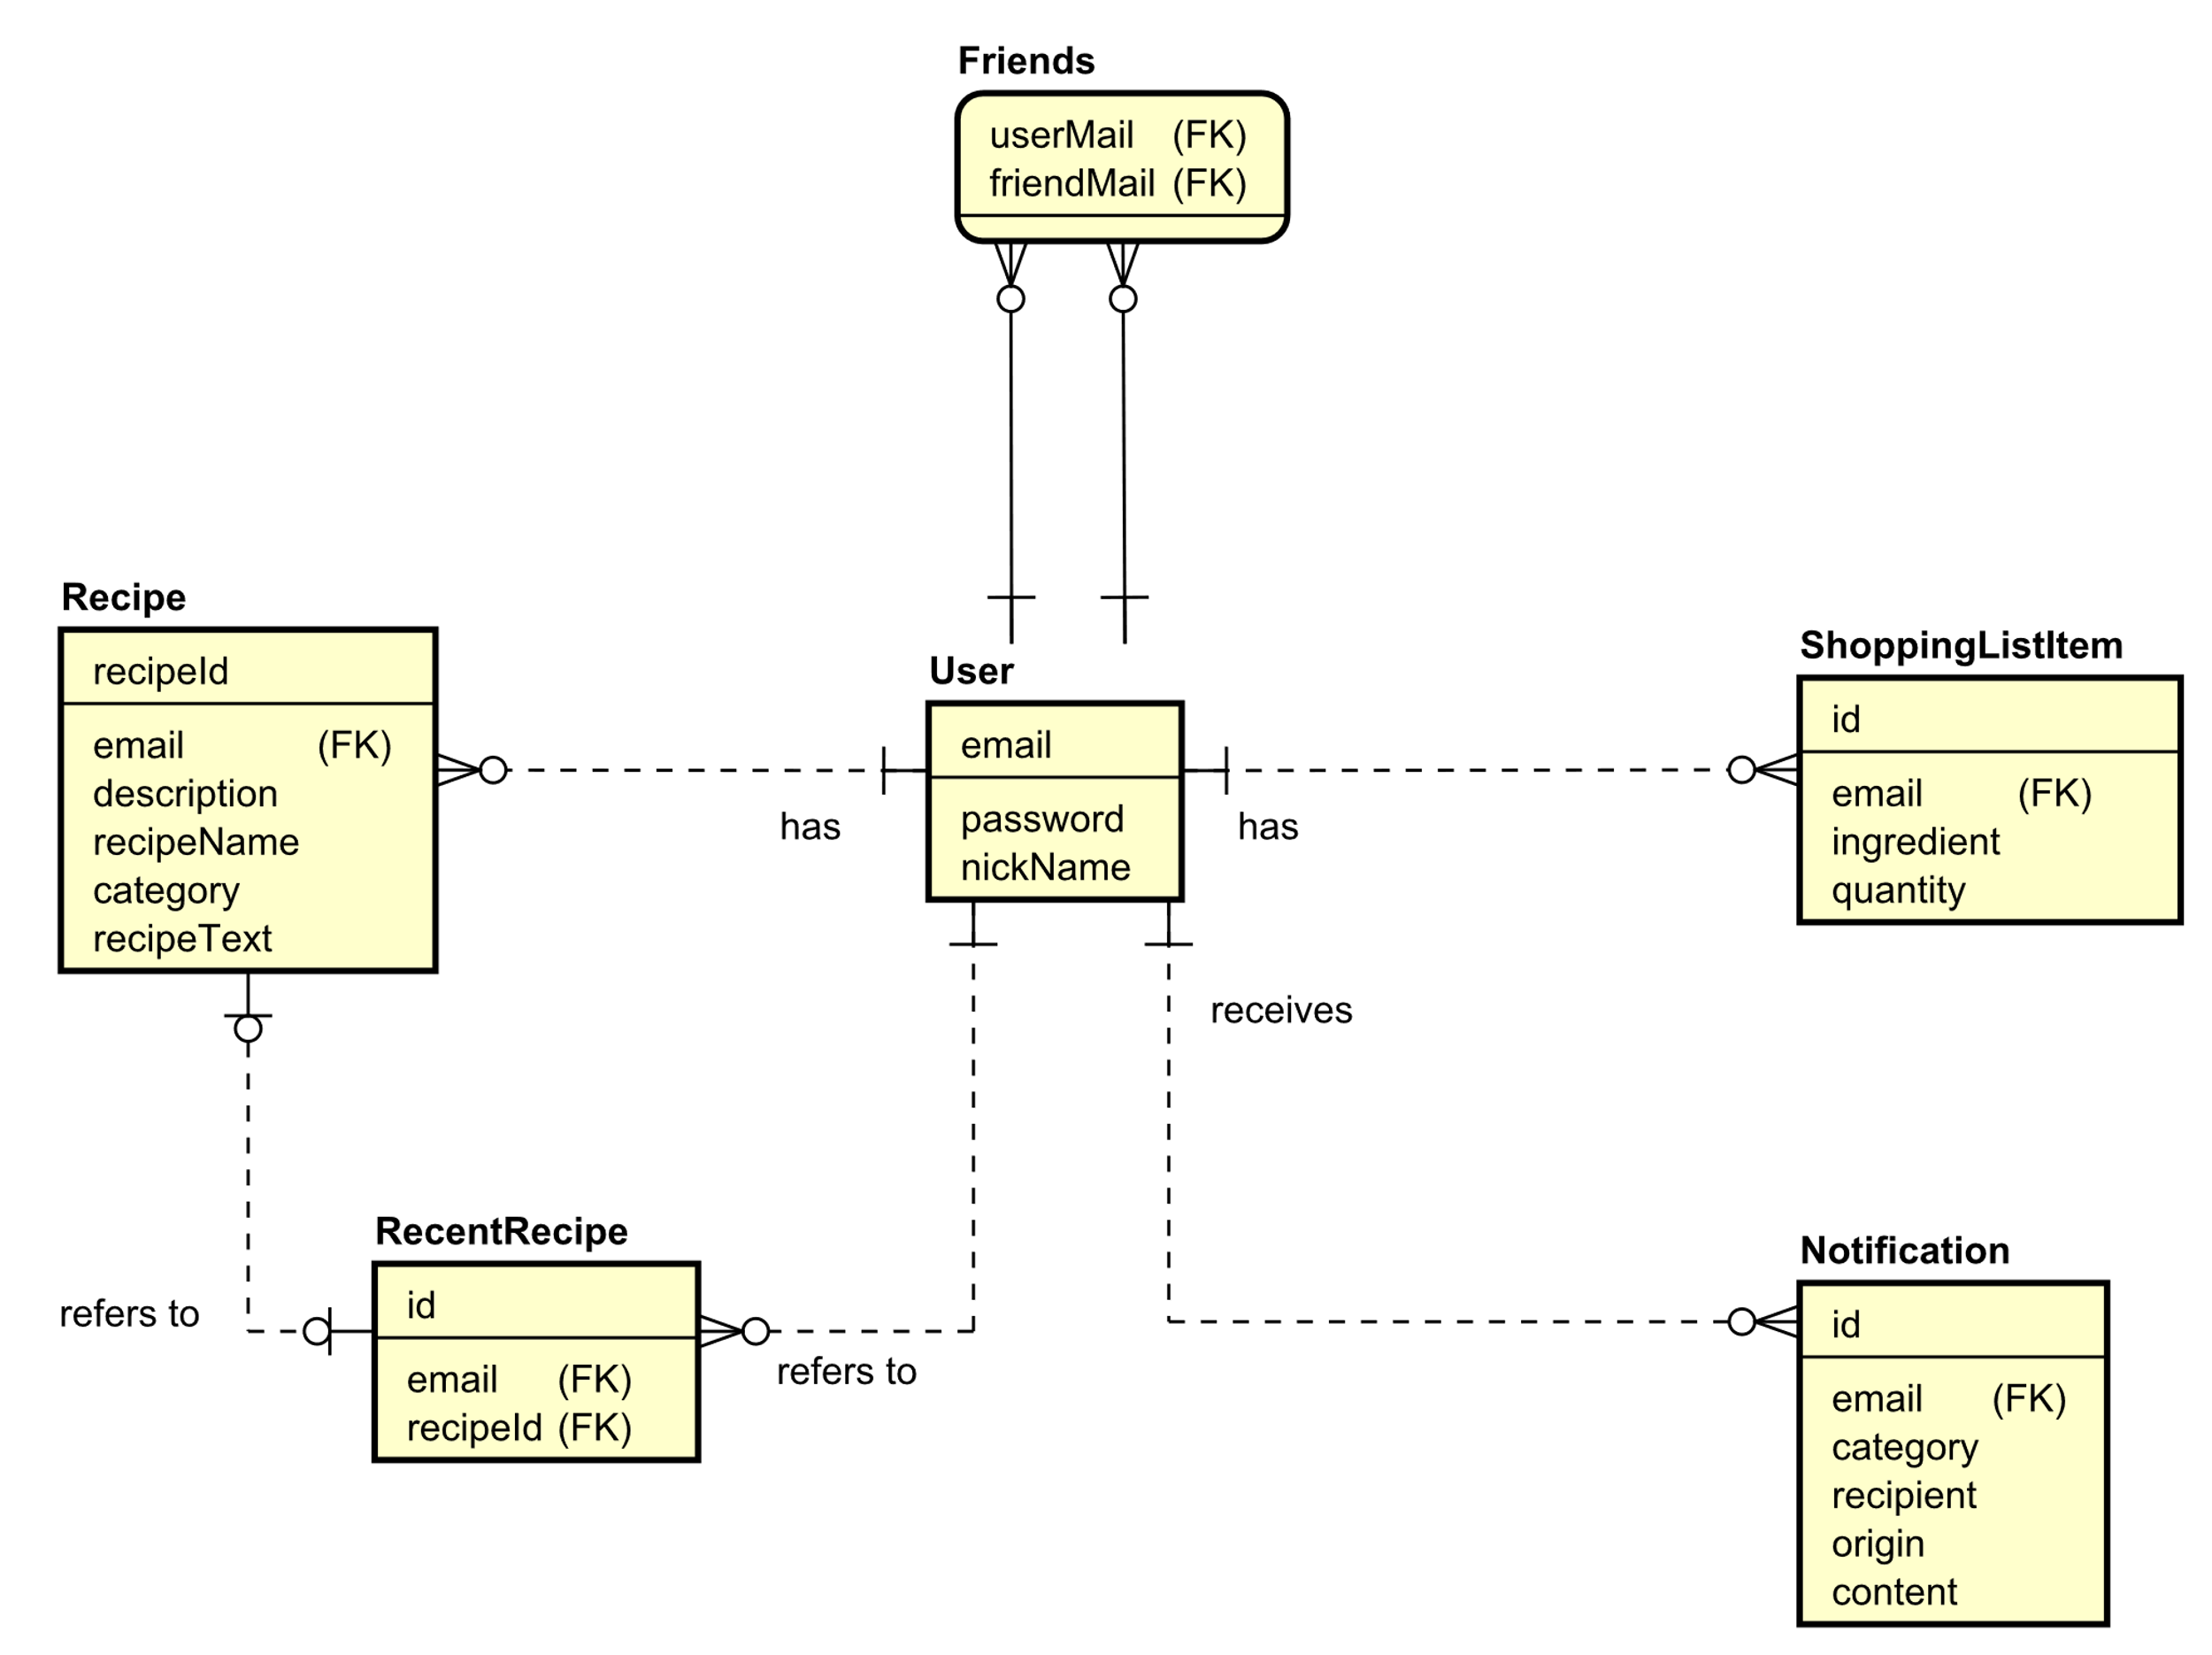 Friends
userMail (FK)
friendMail (FK)
Recipe
recipeId
email (FK)
description
recipeName
category
recipeText
User
email
password
nickName
ShoppingListItem
id
email (FK)
ingredient
quantity
has
has
receives
refers to
RecentRecipe
id
email (FK)
recipeId (FK)
refers to
Notification
id
email (FK)
category
recipient
origin
content